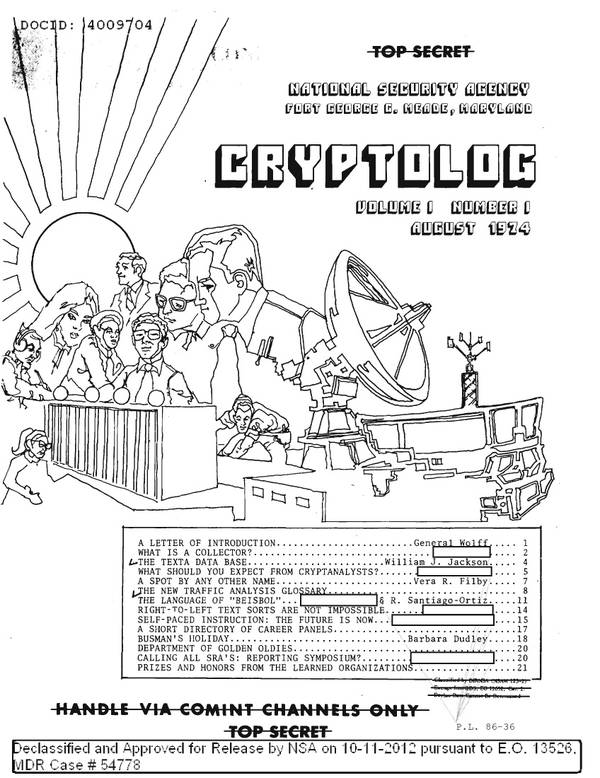 DOCID: 4009704
TOP SECRET
NATIONAL SECURITY AGENCY
FORT GEORGE G. MEADE, MARYLAND
CRYPTOLOG
VOLUME I NUMBER I
AUGUST 1974
A LETTER OF INTRODUCTION.......................General Wolff..... 1
WHAT IS A COLLECTOR?.......................... .... 2
THE TEXTA DATA BASE.......................William J. Jackson. 4
WHAT SHOULD YOU EXPECT FROM CRYPTANALYSTS?...... 5
A SPOT BY ANY OTHER NAME.......................Vera R. Filby. 7
THE NEW TRAFFIC ANALYSIS GLOSSARY............................. 8
THE LANGUAGE OF "BEISBOL"... & R. Santiago-Ortiz.....11
RIGHT-TO-LEFT TEXT SORTS ARE NOT IMPOSSIBLE...... .14
SELF-PACED INSTRUCTION: THE FUTURE IS NOW... .15
A SHORT DIRECTORY OF CAREER PANELS.............................17
BUSMAN'S HOLIDAY..............................Barbara Dudley..18
DEPARTMENT OF GOLDEN OLDIES....................................20
CALLING ALL SRA'S: REPORTING SYMPOSIUM?..... ....20
PRIZES AND HONORS FROM THE LEARNED ORGANIZATIONS...............21
HANDLE VIA COMINT CHANNELS ONLY
P.L. 86-36
TOP SECRET
Declassified and Approved for Release by NSA on 10-11-2012 pursuant to E.O. 13526,
MDR Case # 54778